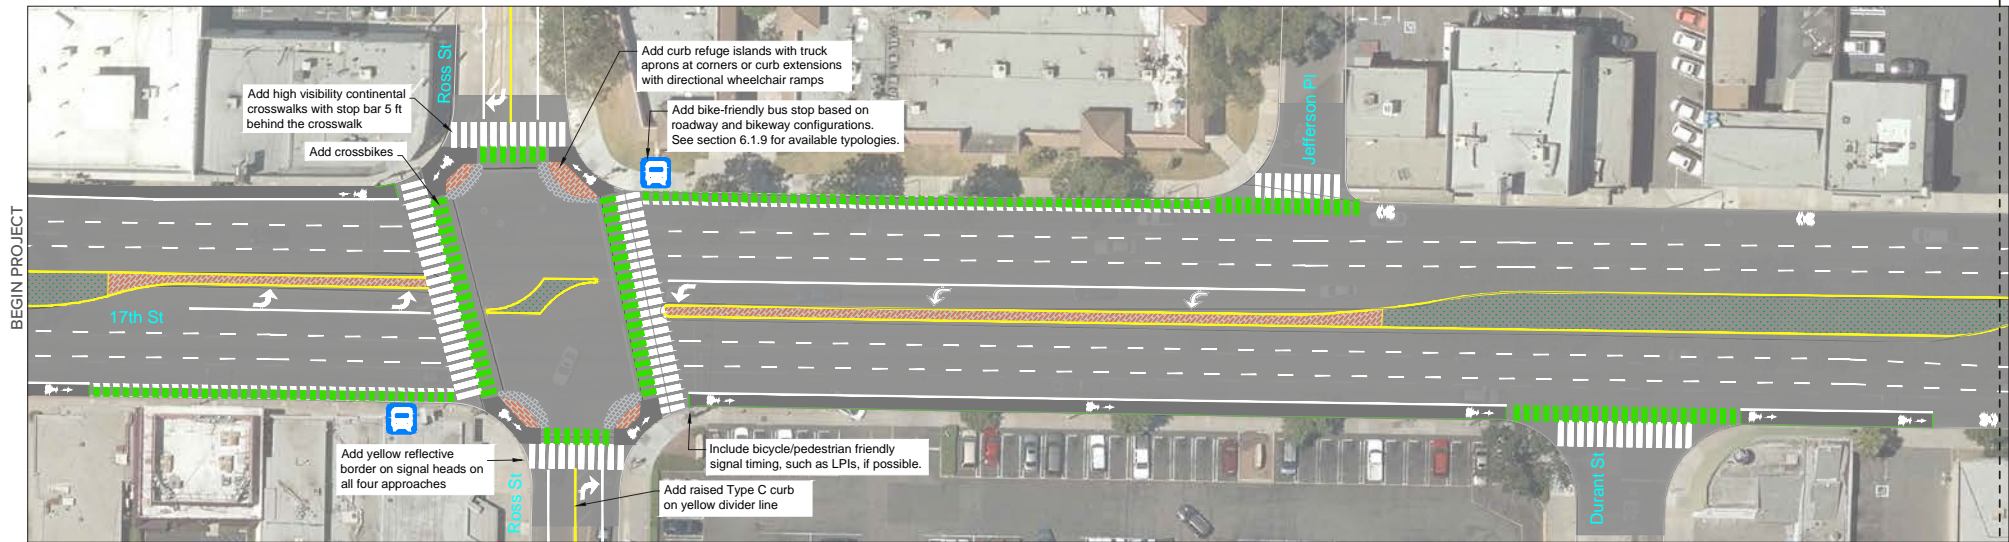 BEGIN PROJECT
Ross St
Add high visibility continental
crosswalks with stop bar 5 ft
behind the crosswalk
Add crossbikes
Add curb refuge islands with truck
aprons at corners or curb extensions
with directional wheelchair ramps
Add bike-friendly bus stop based on
roadway and bikeway configurations.
See section 6.1.9 for available typologies.
Jefferson Pl
17th St
Add yellow reflective
border on signal heads on
all four approaches
Ross St
Include bicycle/pedestrian friendly
signal timing, such as LPIs, if possible.
Add raised Type C curb
on yellow divider line
Durant St